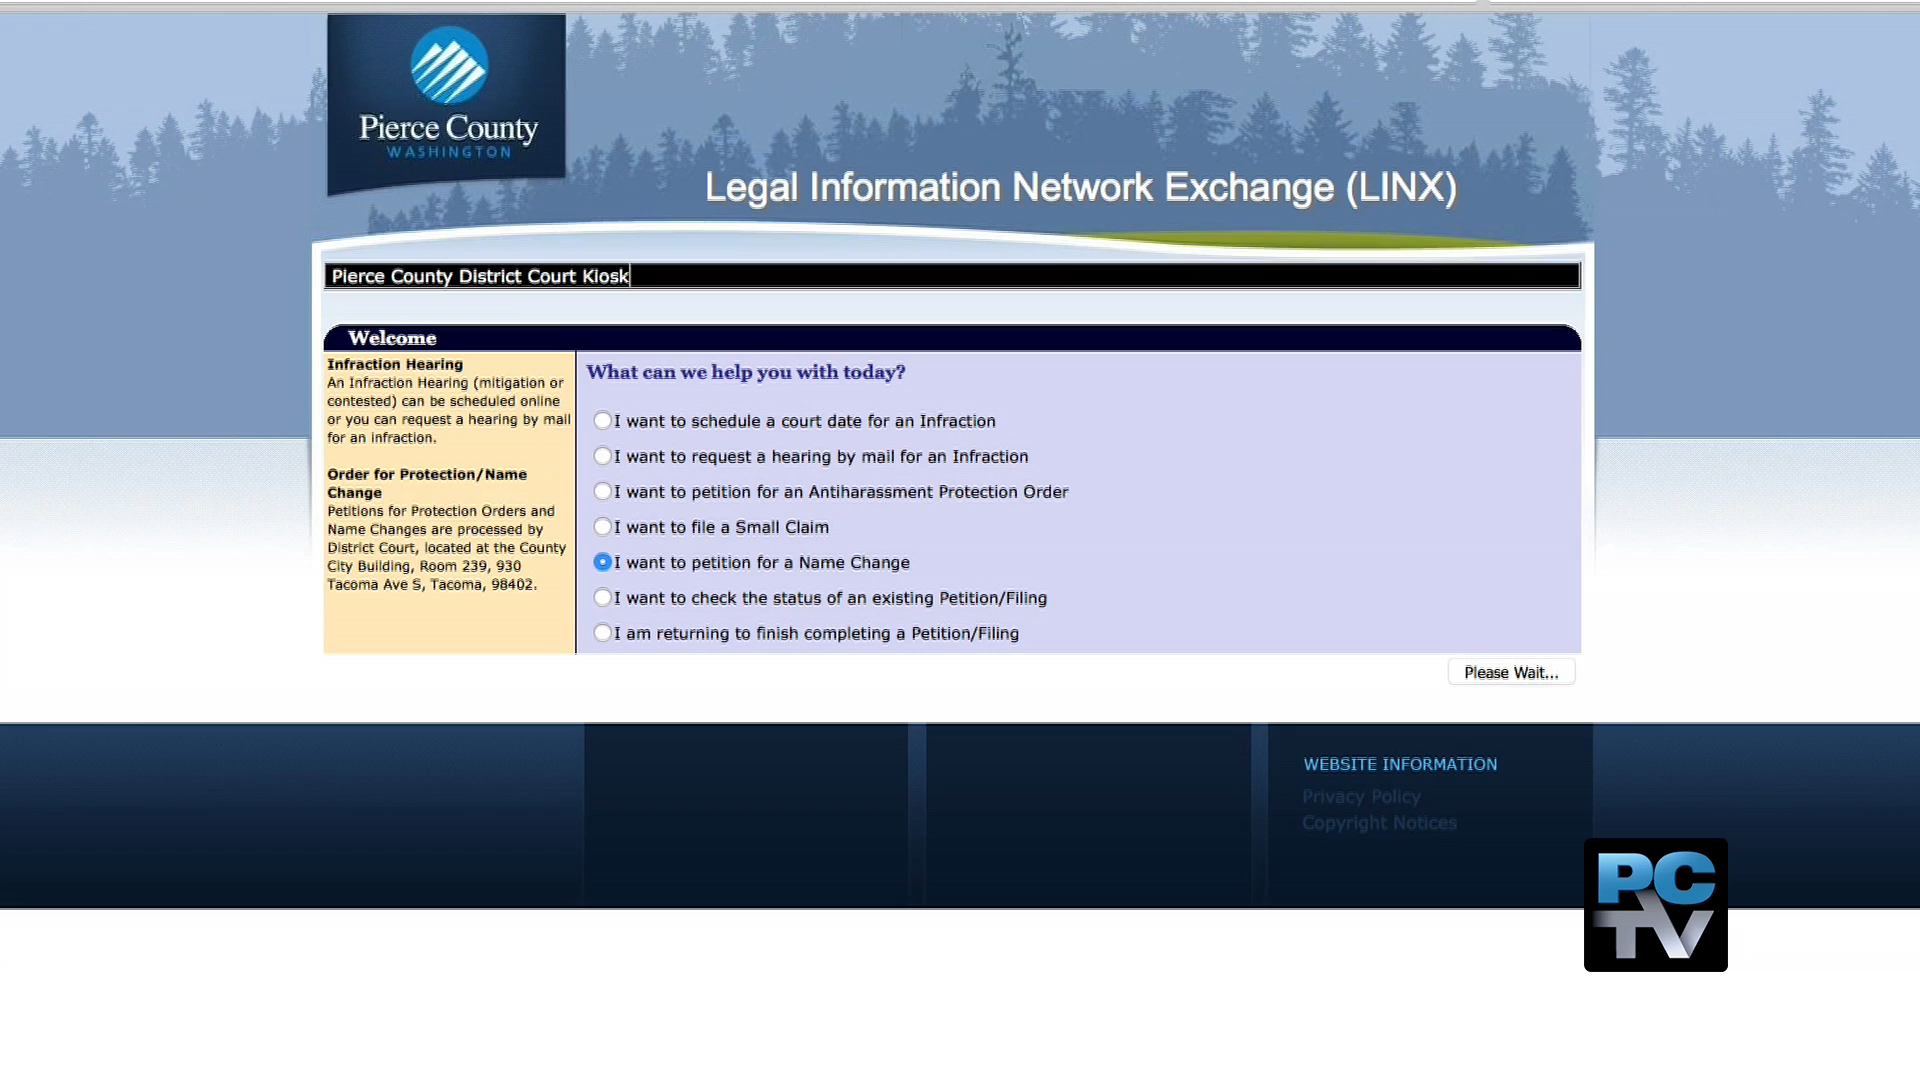 Pierce County
WASHINGTON
Legal Information Network Exchange (LINX)
Pierce County District Court Kiosk
Welcome
Infraction Hearing
An Infraction Hearing (mitigation or
contested) can be scheduled online
or you can request a hearing by mail
for an infraction.
Order for Protection/Name
Change
Petitions for Protection Orders and
Name Changes are processed by
District Court, located at the County
City Building, Room 239, 930
Tacoma Ave S, Tacoma, 98402.
What can we help you with today?
I want to schedule a court date for an Infraction
I want to request a hearing by mail for an Infraction
I want to petition for an Antiharassment Protection Order
I want to file a Small Claim
I want to petition for a Name Change
I want to check the status of an existing Petition/Filing
I am returning to finish completing a Petition/Filing
Please Wait...
WEBSITE INFORMATION
Privacy Policy
Copyright Notices
PC
TV